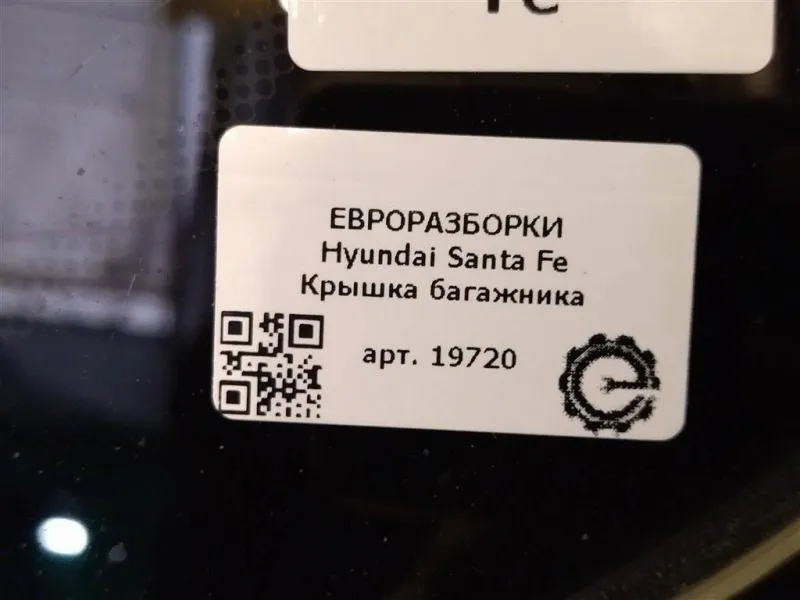 ЕВРОРАЗБОРКИ
Hyundai Santa Fe
Крышка багажника
арт. 19720